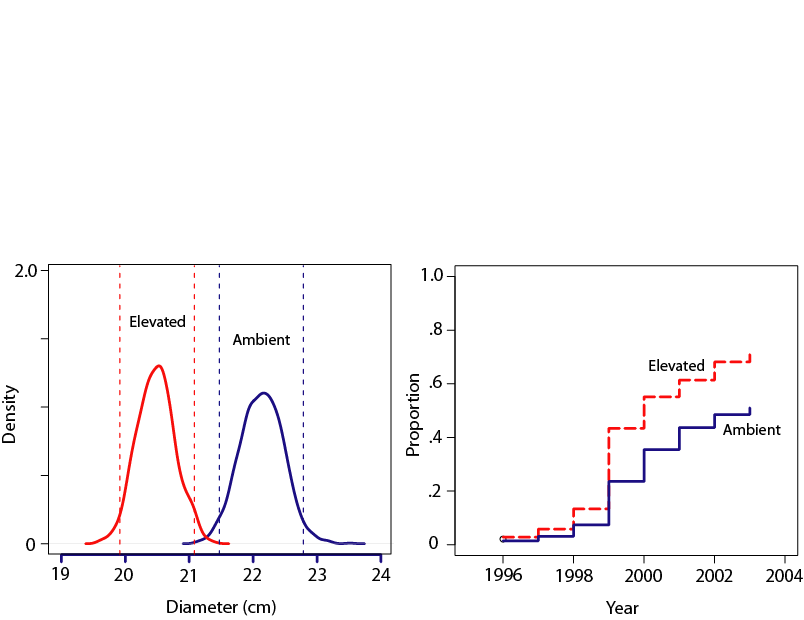 2.0
0
Density
Elevated
Ambient
19 20 21 22 23 24
Diameter (cm)
1.0
.8
.6
.4
.2
0
Proportion
Elevated
Ambient
1996 1998 2000 2002 2004
Year